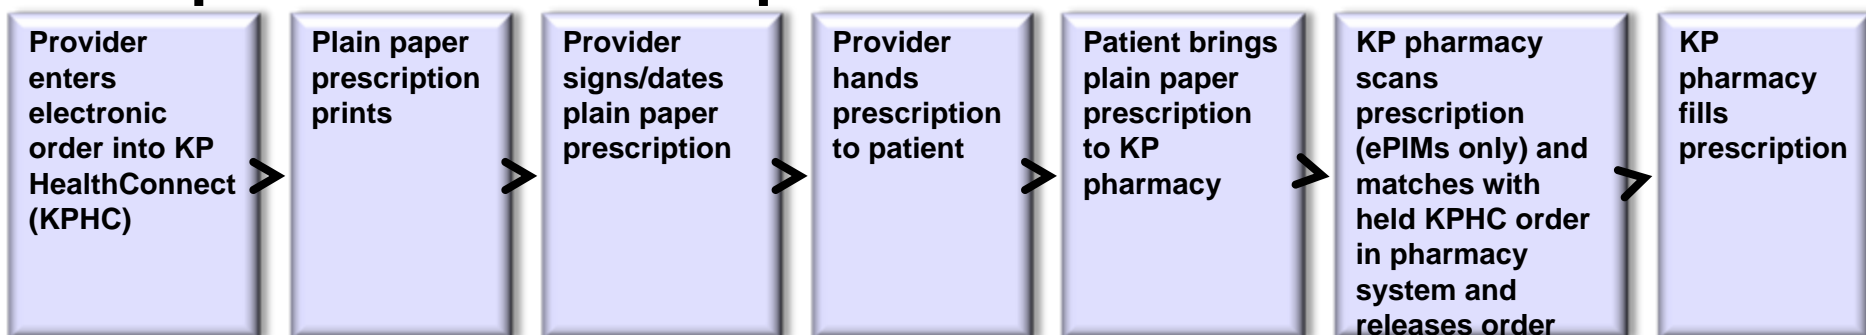 Provider
enters
electronic
order into KP
HealthConnect
(KPHC)
Plain paper
prescription
prints
Provider
signs/dates
plain paper
prescription
Provider
hands
prescription
to patient
Patient brings
plain paper
prescription
to KP
pharmacy
KP pharmacy
scans
prescription
(ePIMs only) and
matches with
held KPHC order
in pharmacy
system and
releases order
KP
pharmacy
fills
prescription